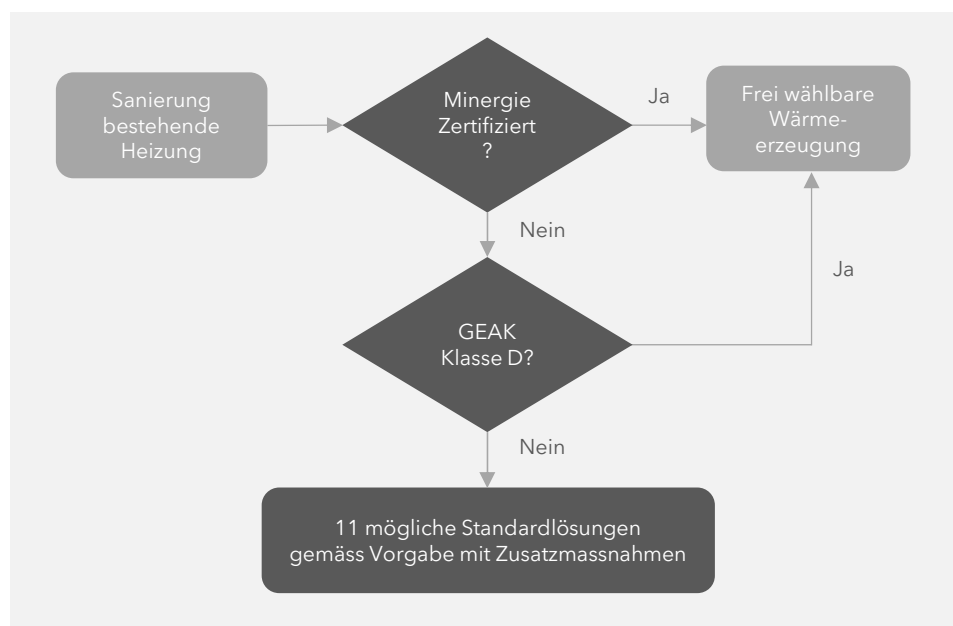 Sanierung
bestehende
Heizung
Minergie
Zertifiziert
?
Ja
Frei wählbare
Wärme-
erzeugung
Nein
Ja
GEAK
Klasse D?
Nein
11 mögliche Standardlösungen
gemäss Vorgabe mit Zusatzmassnahmen